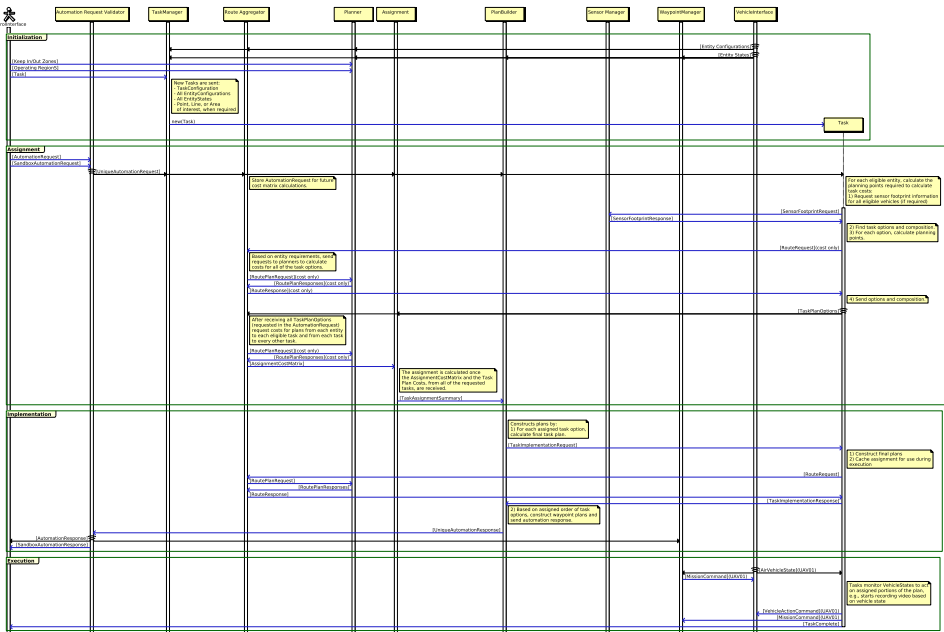 Automation Request Validator
TaskManager
Route Aggregator
Planner
Assignment
PlanBuilder
Sensor Manager
WaypointManager
VehicleInterface
Initialization
[Entity Configurations]
[Entity States]
[Keep In/Out Zones]
[Operating Regions]
[Task]
New Tasks are sent:
- TaskConfiguration
- All EntityConfigurations
- All EntityStates
- Point, Line, or Area
of interest, when required
new(Task)
Task
Assignment
[AutomationRequest]
[SandboxAutomationRequest]
[UniqueAutomationRequest]
Store AutomationRequest for future
cost matrix calculations.
For each eligible entity, calculate the
planning points required to calculate
task costs:
1) Request sensor footprint information
for all eligible vehicles (if required)
[SensorFootprintRequest]
[SensorFootprintResponse]
2) Find task options and composition.
3) For each option, calculate planning
points.
[RouteRequest](cost only)
Based on entity requirements, send
requests to planners to calculate
costs for all of the task options.
[RoutePlanRequest](cost only)
[RoutePlanResponses](cost only)
[RouteResponse](cost only)
4) Send options and composition.
[TaskPlanOptions]
After receiving all TaskPlanOptions
(requested in the AutomationRequest)
request costs for plans from each entity
to each eligible task and from each task
to every other task.
[RoutePlanRequest](cost only)
[RoutePlanResponses](cost only)
[AssignmentCostMatrix]
The assignment is calculated once
the AssignmentCostMatrix and the Task
Plan Costs, from all of the requested
tasks, are received.
[TaskAssignmentSummary]
Implementation
Constructs plans by:
1) For each assigned task option,
calculate final task plan.
[TaskImplementationRequest]
1) Construct final plans
2) Cache assignment for use during
execution
[RouteRequest]
[RoutePlanRequest]
[RoutePlanResponses]
[RouteResponse]
[TaskImplementationResponse]
2) Based on assigned order of task
options, construct waypoint plans and
send automation response.
[UniqueAutomationResponse]
[AutomationResponse]
[SandboxAutomationResponse]
Execution
[AirVehicleState](UAV01)
[MissionCommand](UAV01)
Tasks monitor VehicleStates to act
on assigned portions of the plan,
e.g., starts recording video based
on vehicle state
[VehicleActionCommand](UAV01)
[MissionCommand](UAV01)
[TaskComplete]